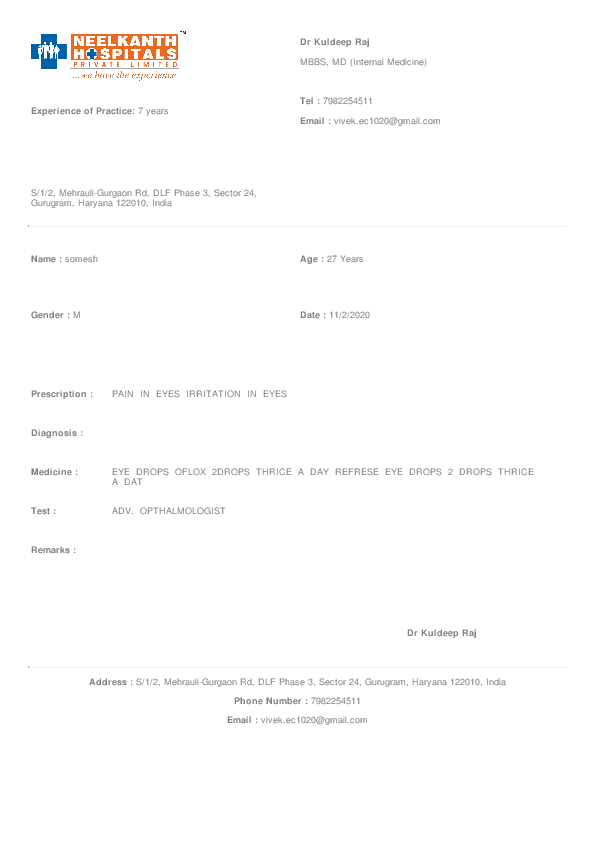 NEELKANTH
HOSPITALS
PRIVATE LIMITED
...we have the experience
™
Dr Kuldeep Raj
MBBS, MD (Internal Medicine)
Tel : 7982254511
Experience of Practice: 7 years
Email : vivek.ec1020@gmail.com
S/1/2, Mehrauli-Gurgaon Rd, DLF Phase 3, Sector 24,
Gurugram, Haryana 122010, India
Name : somesh
Age : 27 Years
Gender : M
Date : 11/2/2020
Prescription : PAIN IN EYES IRRITATION IN EYES
Diagnosis :
Medicine : EYE DROPS OFLOX 2DROPS THRICE A DAY REFRESE EYE DROPS 2 DROPS THRICE
A DAT
Test : ADV. OPTHALMOLOGIST
Remarks :
Dr Kuldeep Raj
Address : S/1/2, Mehrauli-Gurgaon Rd, DLF Phase 3, Sector 24, Gurugram, Haryana 122010, India
Phone Number : 7982254511
Email : vivek.ec1020@gmail.com